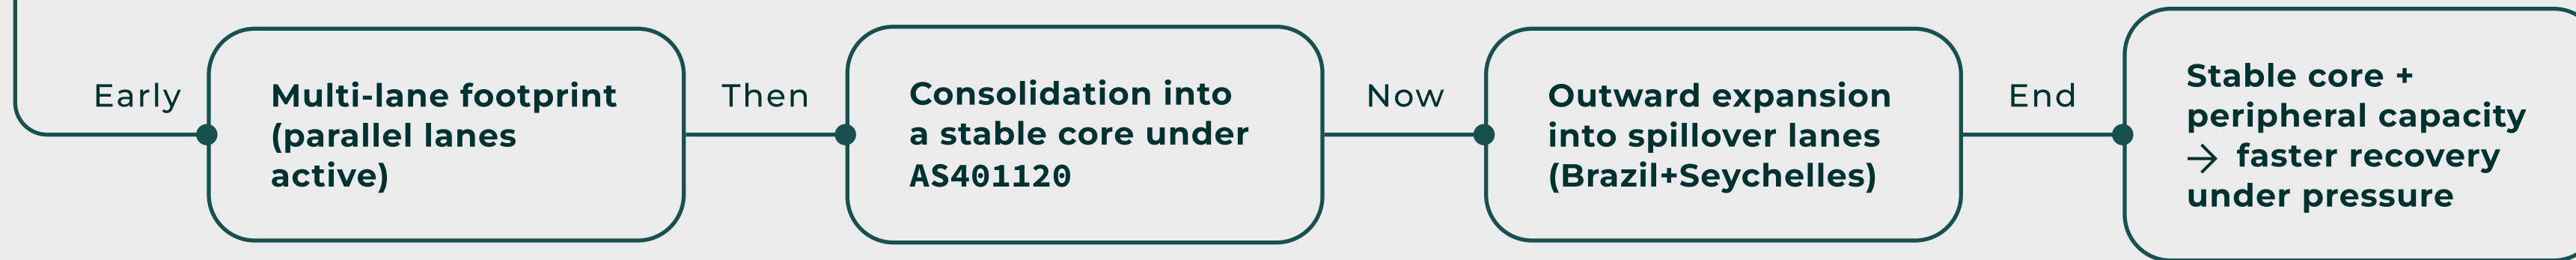 Early
Multi-lane footprint
(parallel lanes
active)
Then
Consolidation into
a stable core under
AS401120
Now
Outward expansion
into spillover lanes
(Brazil+Seychelles)
End
Stable core +
peripheral capacity
→ faster recovery
under pressure